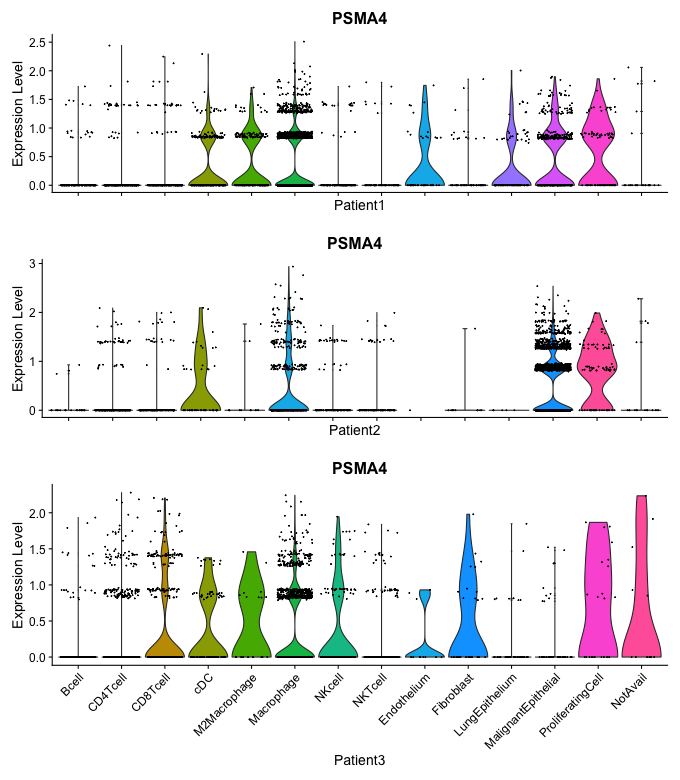 PSMA4
Expression Level
2.5
2.0
1.5
1.0
0.5
0.0
Patient1
PSMA4
Expression Level
3
2
1
0
Patient2
PSMA4
Expression Level
2.0
1.5
1.0
0.5
0.0
Bcell
CD4Tcell
CD8Tcell
cDC
M2Macrophage
Macrophage
NKcell
NKTcell
Endothelium
Fibroblast
LungEpithelium
MalignantEpithelial
ProliferatingCell
NotAvail
Patient3